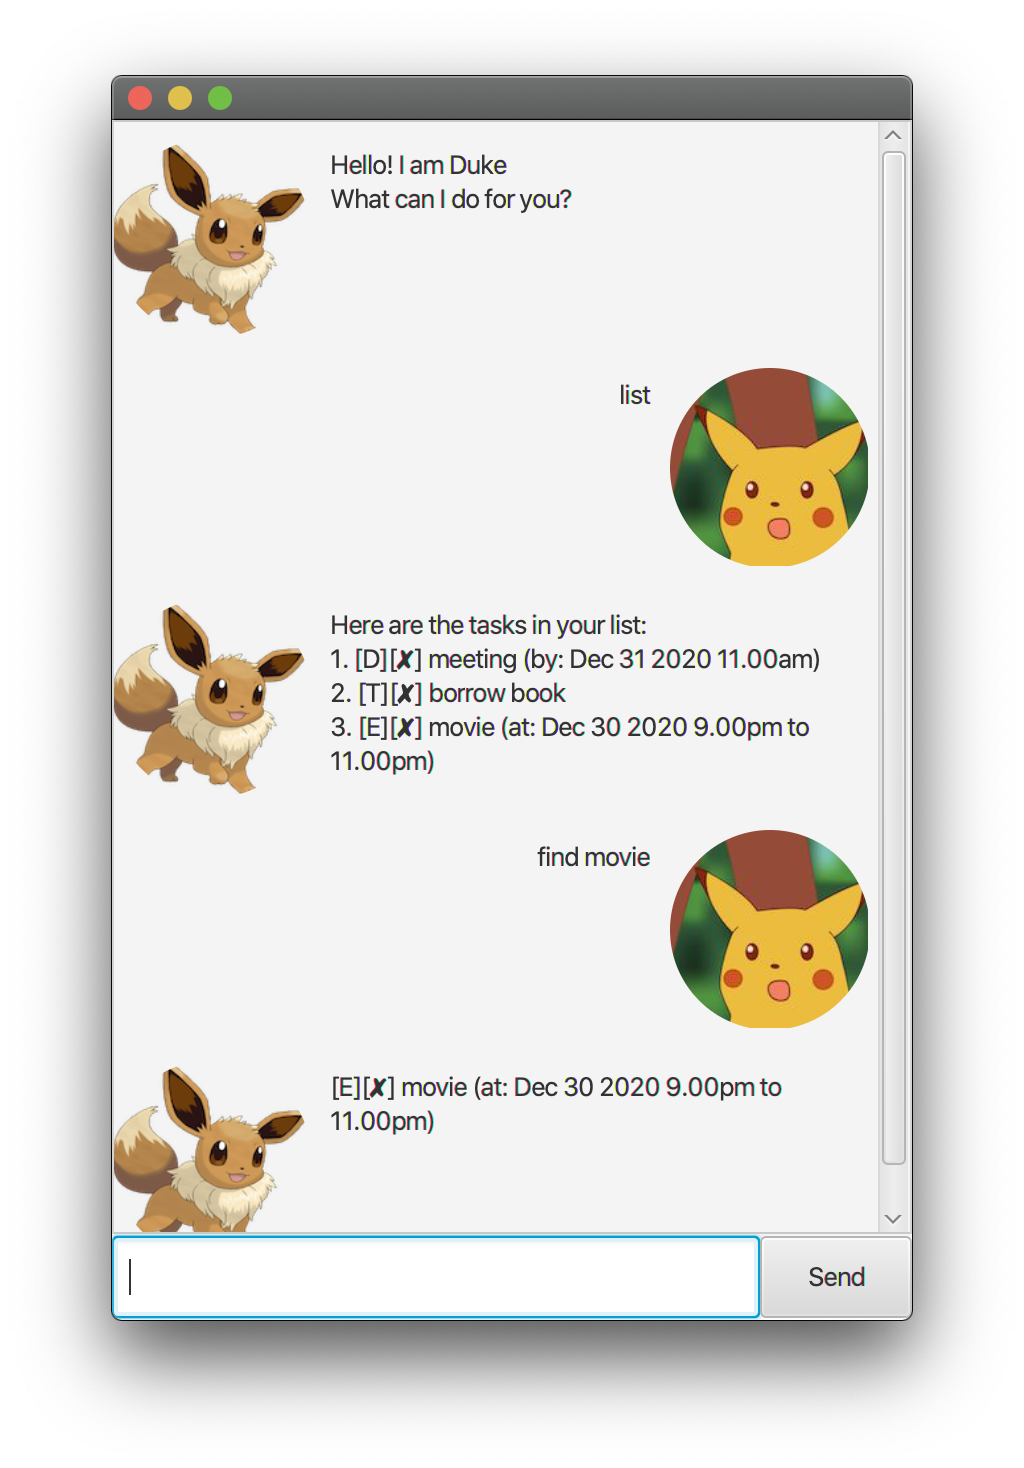 Hello! I am Duke
What can I do for you?
list
Here are the tasks in your list:
1. [D][✘] meeting (by: Dec 31 2020 11.00am)
2. [T][✘] borrow book
3. [E][✘] movie (at: Dec 30 2020 9.00pm to
11.00pm)
find movie
[E][✘] movie (at: Dec 30 2020 9.00pm to
11.00pm)
Send